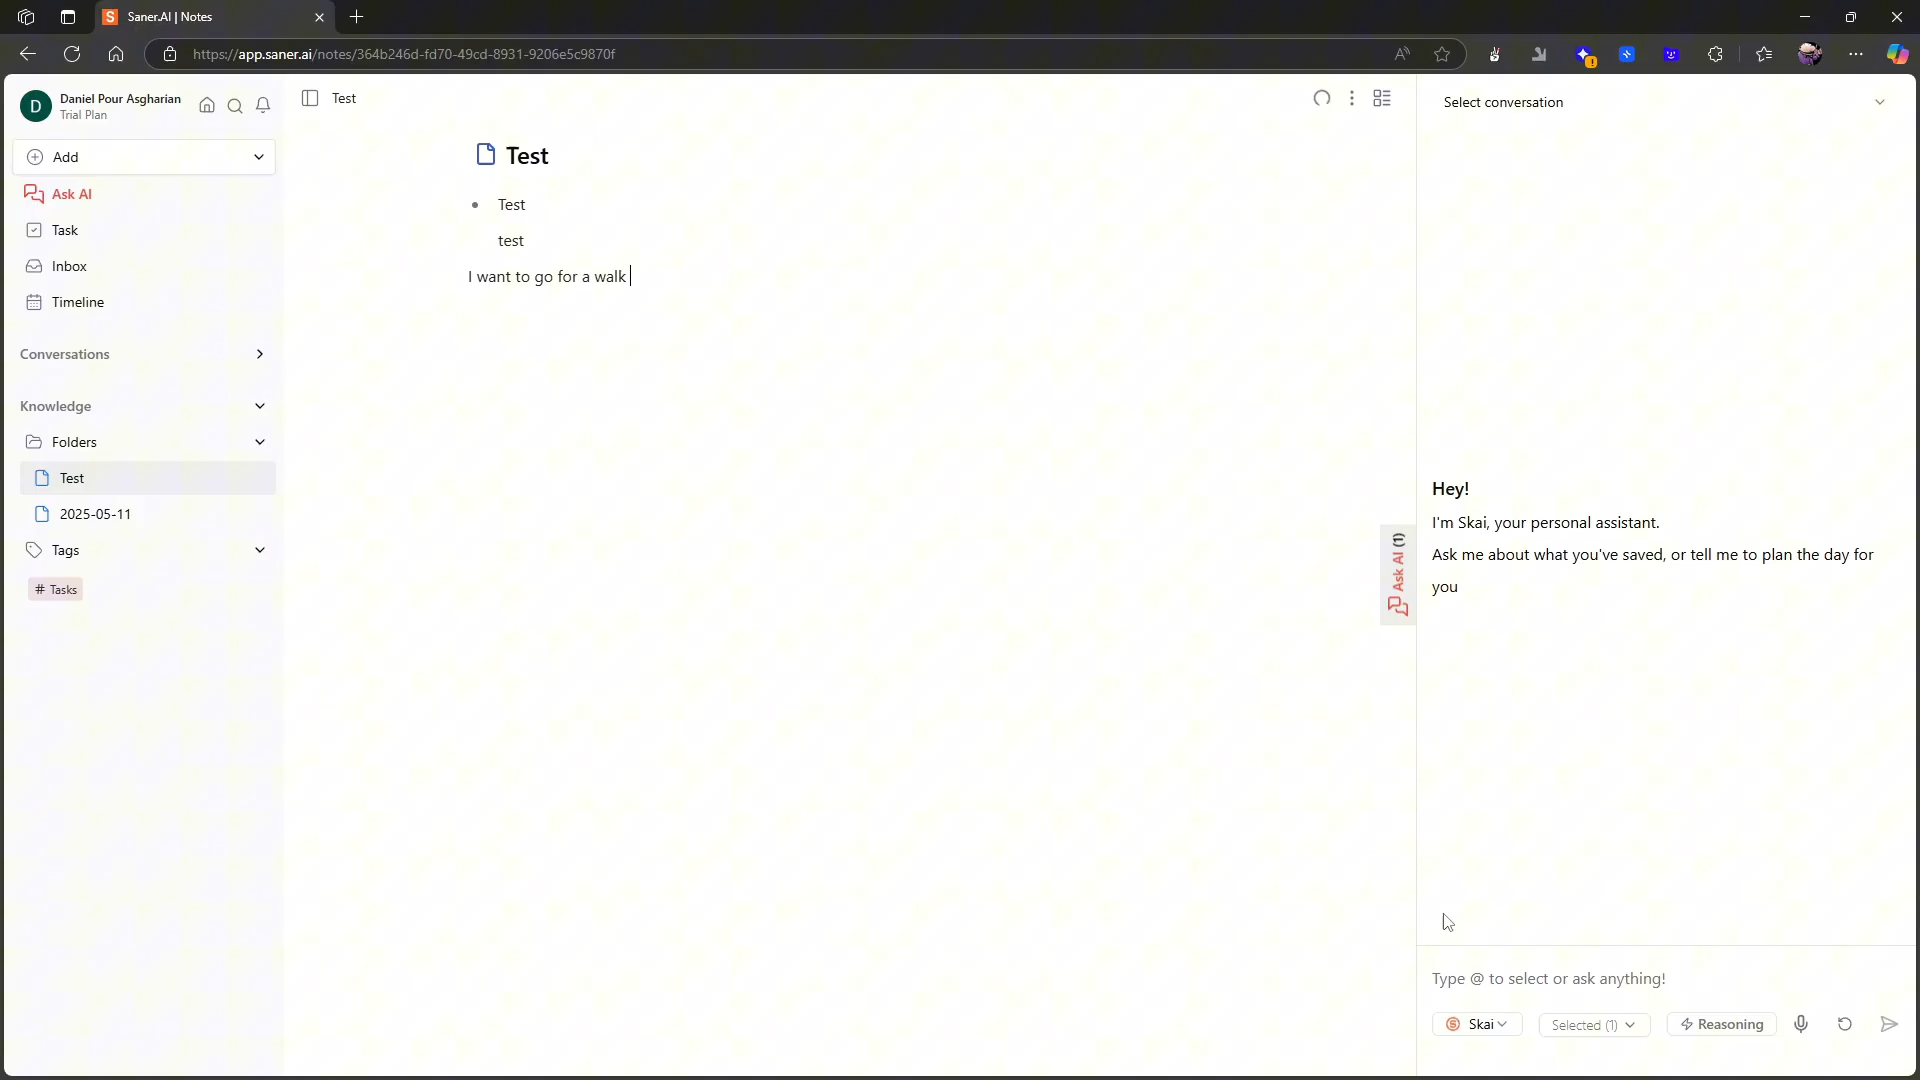 Saner.AI | Notes
https://app.saner.ai/notes/364b246d-fd70-49cd-8931-9206e5c9870f
D
Daniel Pour Asgharian
Trial Plan
Add
Ask AI
Task
Inbox
Timeline
Conversations
Knowledge
Folders
Test
2025-05-11
Tags
# Tasks
Test
Test
Test
test
I want to go for a walk
Ask AI (1)
Select conversation
Hey!
I'm Skai, your personal assistant.
Ask me about what you've saved, or tell me to plan the day for
you
Type @ to select or ask anything!
Skai
Selected (1)
Reasoning